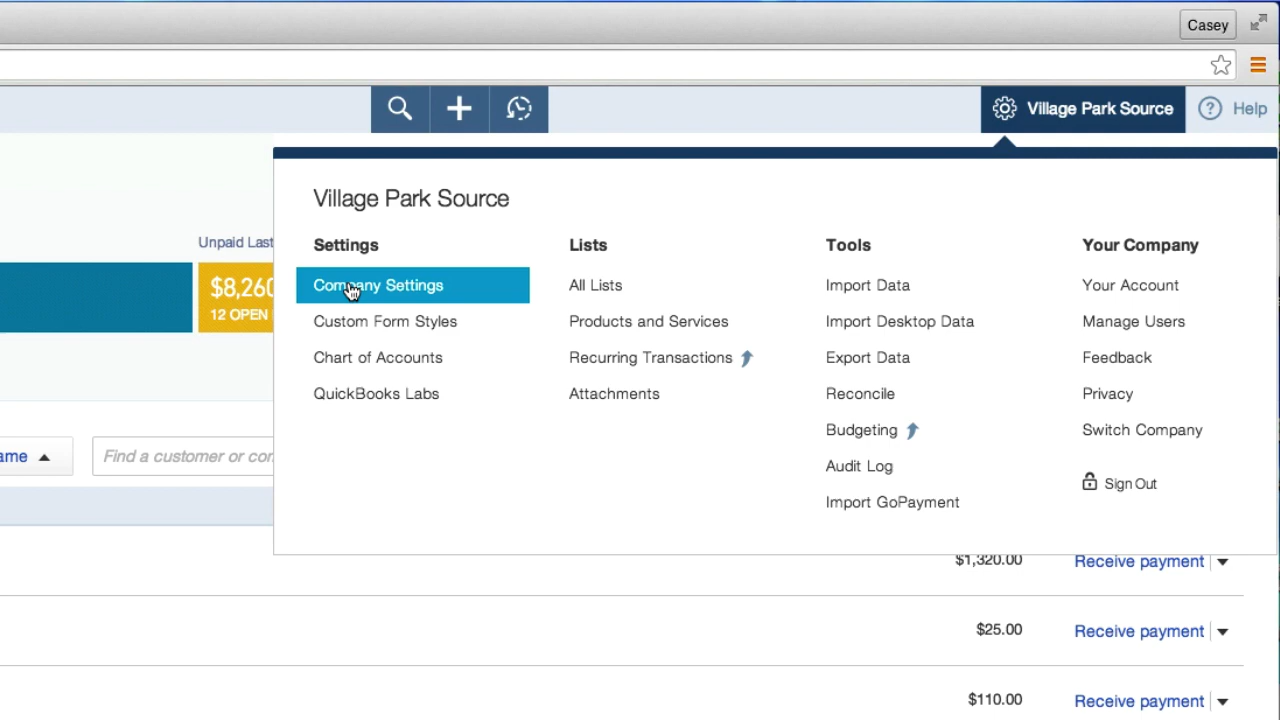 Casey
Village Park Source
Help
Village Park Source
Settings
Company Settings
Custom Form Styles
Chart of Accounts
QuickBooks Labs
Lists
All Lists
Products and Services
Recurring Transactions
Attachments
Tools
Import Data
Import Desktop Data
Export Data
Reconcile
Budgeting
Audit Log
Import GoPayment
Your Company
Your Account
Manage Users
Feedback
Privacy
Switch Company
Sign Out
Unpaid Last
$8,260
12 OPEN
ame
Find a customer or con
$1,320.00 Receive payment
$25.00 Receive payment
$110.00 Receive payment